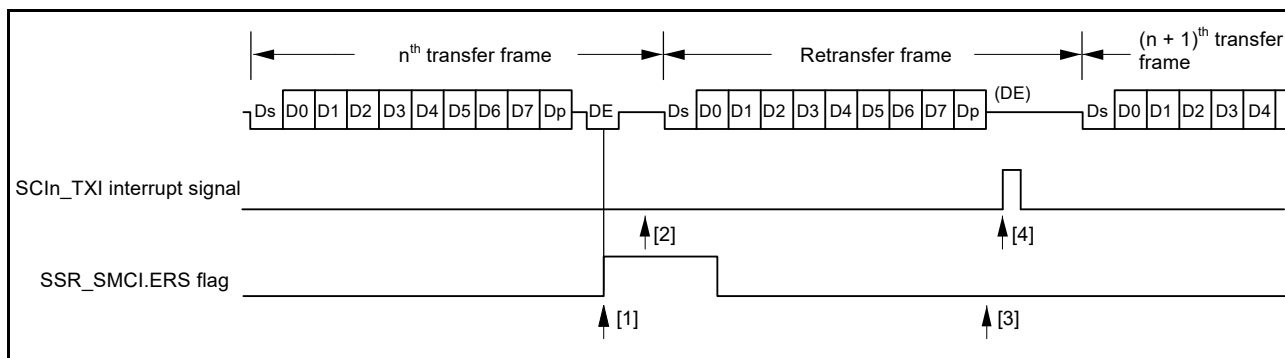 nth transfer frame
Retransfer frame
(n + 1)th transfer
frame
Ds D0 D1 D2 D3 D4 D5 D6 D7 Dp DE Ds D0 D1 D2 D3 D4 D5 D6 D7 Dp (DE) Ds D0 D1 D2 D3 D4
SCIn_TXI interrupt signal
[2] [4]
SSR_SMCI.ERS flag
[1] [3]